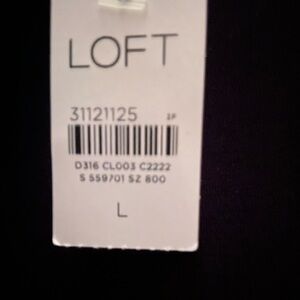 LOFT
31121125 2P
D316 CL003 C2222
S 559701 SZ 800
L